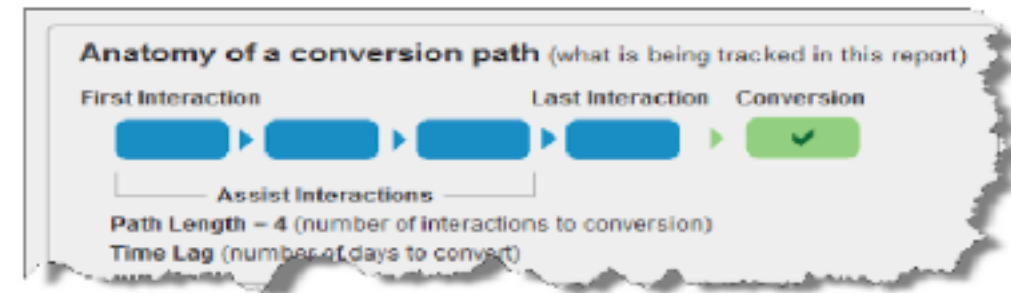 Anatomy of a conversion path (what is being tracked in this report)
First Interaction Last Interaction Conversion
Assist Interactions
Path Length – 4 (number of interactions to conversion)
Time Lag (number of days to convert)